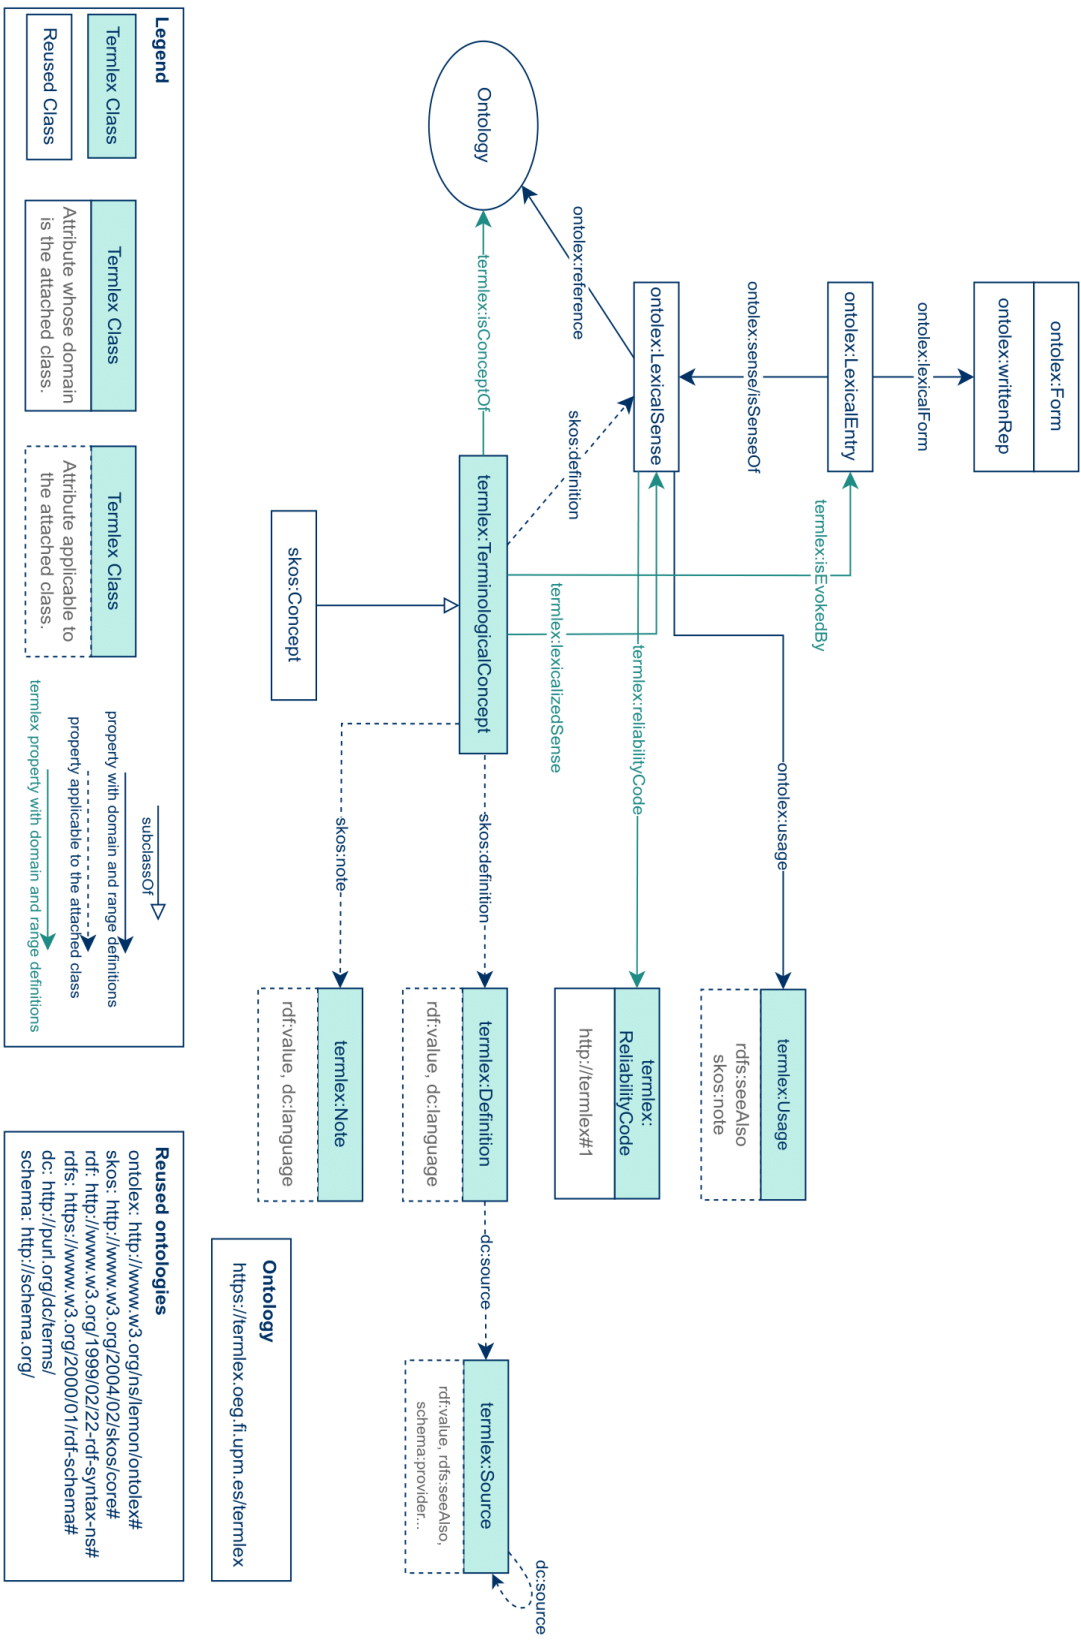 ontolex:Form
ontolex:writtenRep
ontolex:lexicalForm
ontolex:LexicalEntry
termlex:isEvokedBy
ontolex:sense/isSenseOf
ontolex:usage
termlex:Usage
rdfs:seeAlso
skos:note
ontolex:LexicalSense
termlex:reliabilityCode
termlex:
ReliabilityCode
http://termlex#1
ontolex:reference
skos:definition
termlex:lexicalizedSense
Ontology
termlex:isConceptOf
termlex:TerminologicalConcept
skos:definition
termlex:Definition
rdf:value, dc:language
dc:source
termlex:Source
rdf:value, rdfs:seeAlso,
schema:provider...
dc:source
skos:Concept
skos:note
termlex:Note
rdf:value, dc:language
Ontology
https://termlex.oeg.fi.upm.es/termlex
Legend
Termlex Class
Reused Class
Termlex Class
Attribute whose domain
is the attached class.
Termlex Class
Attribute applicable to
the attached class.
subclassOf
property with domain and range definitions
property applicable to the attached class
termlex property with domain and range definitions
Reused ontologies
ontolex: http://www.w3.org/ns/lemon/ontolex#
skos: http://www.w3.org/2004/02/skos/core#
rdf: http://www.w3.org/1999/02/22-rdf-syntax-ns#
rdfs: https://www.w3.org/2000/01/rdf-schema#
dc: http://purl.org/dc/terms/
schema: http://schema.org/